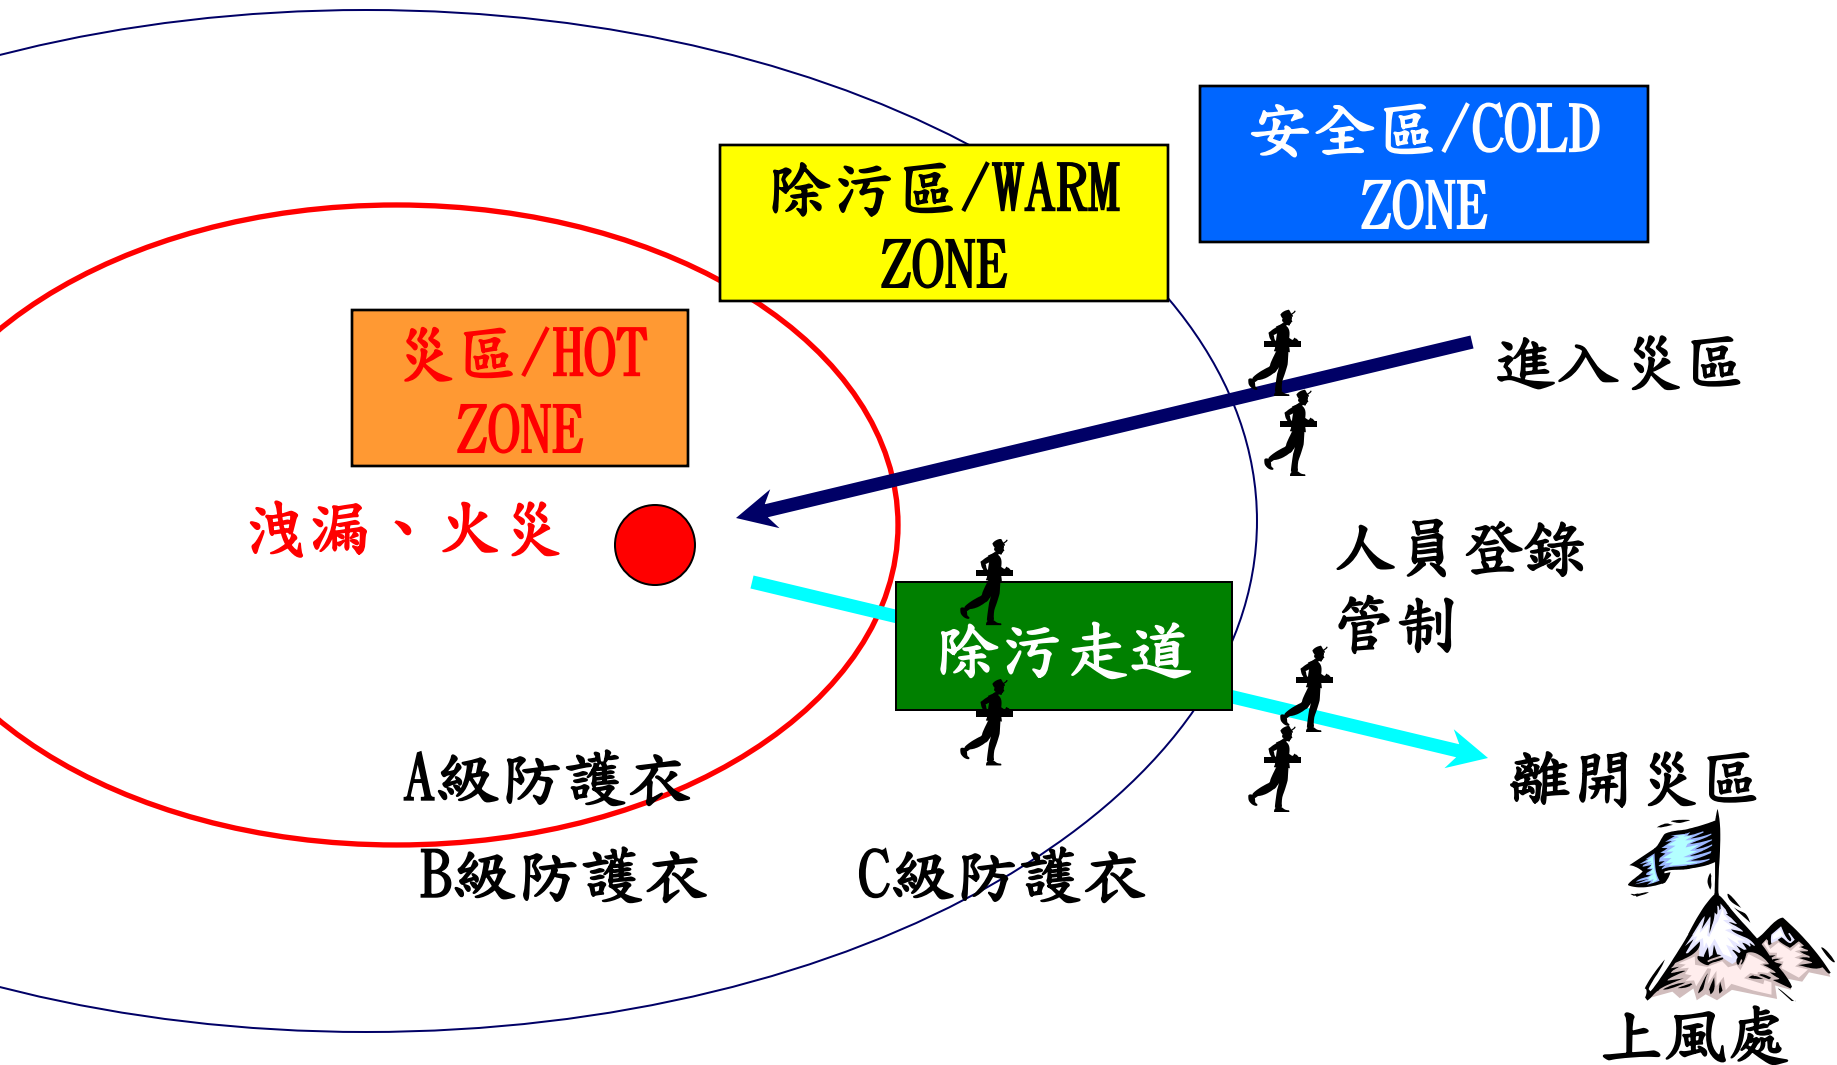 安全區/COLD
ZONE
除污區/WARM
ZONE
災區/HOT
ZONE
進入災區
洩漏、火災
人員登錄
管制
除污走道
離開災區
A級防護衣
B級防護衣
C級防護衣
上風處